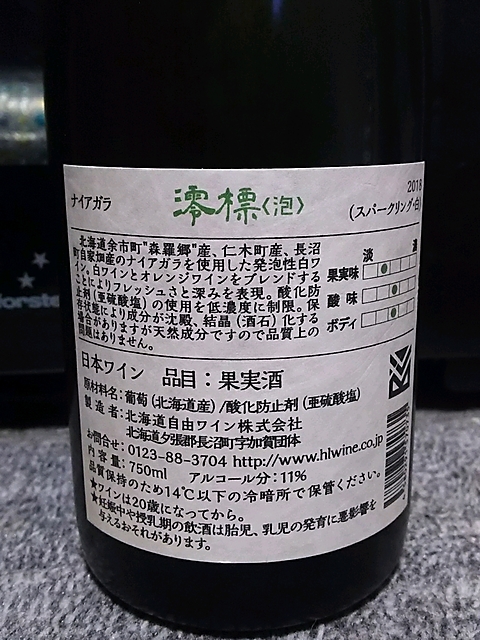 ナイアガラ
澪標〈泡〉
2018
(スパークリング・白)
北海道余市町"森羅郷"産、仁木町産、長沼
町自家畑産のナイアガラを使用した発泡性白ワ
イン。白ワインとオレンジワインをブレンドする
ことによりフレッシュさと深みを表現。酸化防
止剤(亜硫酸塩)の使用を低濃度に制限。保
存状態により成分が沈殿、結晶(酒石)化する
場合がありますが天然成分ですので品質上の
問題はありません。
淡 濃
果実味
酸味
ボディ
日本ワイン 品目：果実酒
原材料名：葡萄(北海道産)/酸化防止剤(亜硫酸塩)
製造者：北海道自由ワイン株式会社
北海道夕張郡長沼町字加賀団体
お問合せ：0123-88-3704 http://www.hlwine.co.jp
内容量：750ml アルコール分：11%
品質保持のため14℃以下の冷暗所で保管ください。
★ワインは20歳になってから。
★妊娠中や授乳期の飲酒は胎児、乳児の発育に悪影響を
与えるおそれがあります。